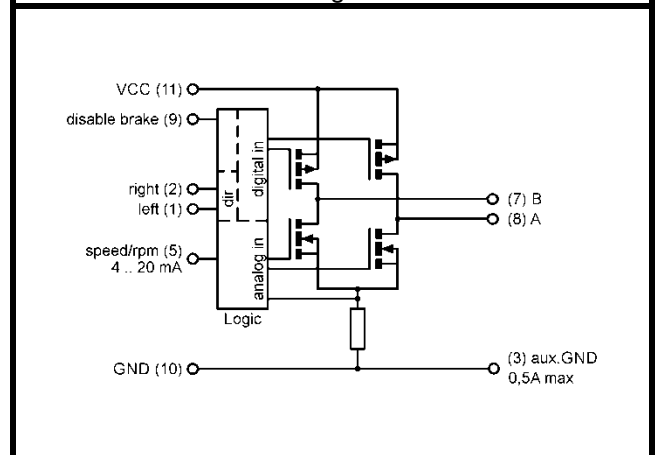 VCC (11)
disable brake (9)
digital in
right (2)
dir
left (1)
(7) B
(8) A
speed/rpm (5)
4 .. 20 mA
analog in
Logic
GND (10)
(3) aux.GND
0,5A max